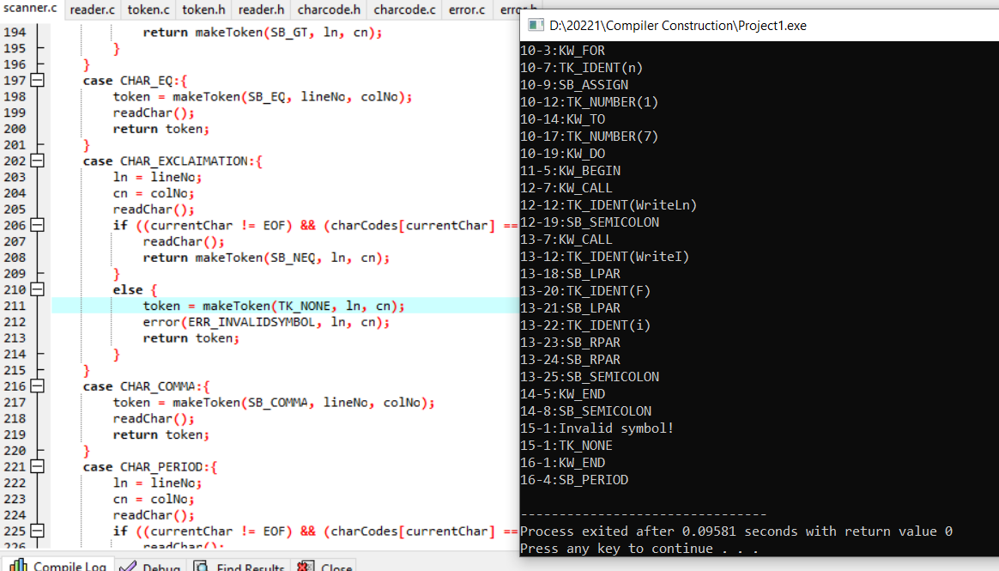 scanner.c reader.c token.c token.h reader.h charcode.h charcode.c error.c error.h
194 return makeToken(SB_GT, ln, cn);
195 }
196 }
197 case CHAR_EQ:{
198 token = makeToken(SB_EQ, lineNo, colNo);
199 readChar();
200 return token;
201 }
202 case CHAR_EXCLAIMATION:{
203 ln = lineNo;
204 cn = colNo;
205 readChar();
206 if ((currentChar != EOF) && (charCodes[currentChar] ==
207 readChar();
208 return makeToken(SB_NEQ, ln, cn);
209 }
210 else {
211 token = makeToken(TK_NONE, ln, cn);
212 error(ERR_INVALIDSYMBOL, ln, cn);
213 return token;
214 }
215 }
216 case CHAR_COMMA:{
217 token = makeToken(SB_COMMA, lineNo, colNo);
218 readChar();
219 return token;
220 }
221 case CHAR_PERIOD:{
222 ln = lineNo;
223 cn = colNo;
224 readChar();
225 if ((currentChar != EOF) && (charCodes[currentChar] ==
226 readChar();
Compile Log Debug Find Results Close
D:\20221\Compiler Construction\Project1.exe
10-3:KW_FOR
10-7:TK_IDENT(n)
10-9:SB_ASSIGN
10-12:TK_NUMBER(1)
10-14:KW_TO
10-17:TK_NUMBER(7)
10-19:KW_DO
11-5:KW_BEGIN
12-7:KW_CALL
12-12:TK_IDENT(WriteLn)
12-19:SB_SEMICOLON
13-7:KW_CALL
13-12:TK_IDENT(WriteI)
13-18:SB_LPAR
13-20:TK_IDENT(F)
13-21:SB_LPAR
13-22:TK_IDENT(i)
13-23:SB_RPAR
13-24:SB_RPAR
13-25:SB_SEMICOLON
14-5:KW_END
14-8:SB_SEMICOLON
15-1:Invalid symbol!
15-1:TK_NONE
16-1:KW_END
16-4:SB_PERIOD
--------------------------------
Process exited after 0.09581 seconds with return value 0
Press any key to continue . . .